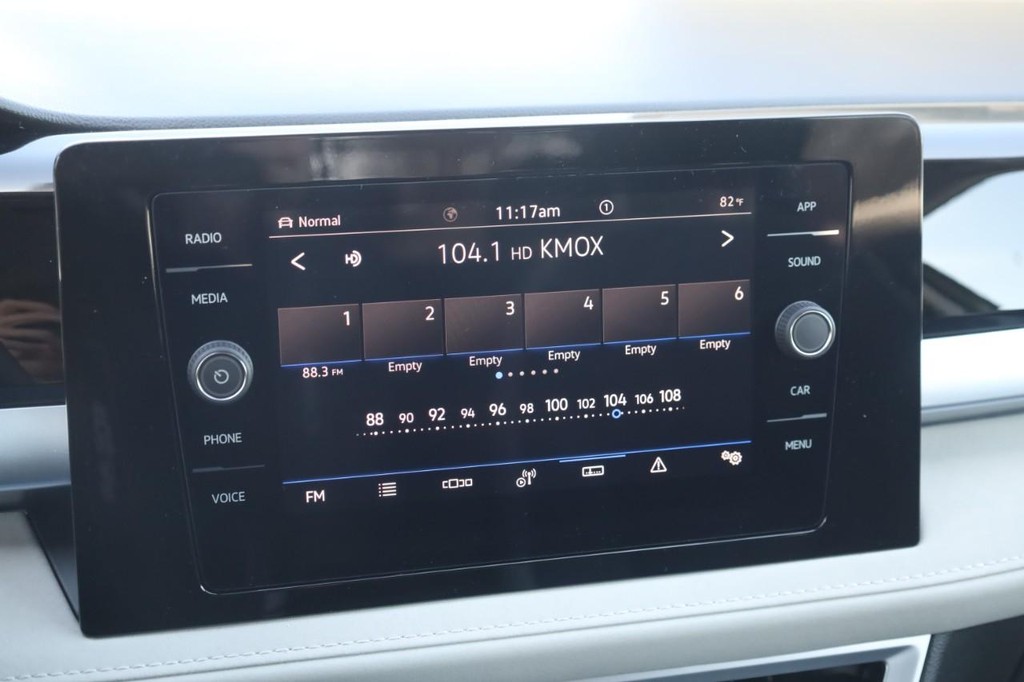 RADIO
MEDIA
PHONE
VOICE
Normal 11:17am 1 82°F
104.1 HD KMOX
1 2 3 4 5 6
88.3 FM Empty Empty Empty Empty Empty
88 90 92 94 96 98 100 102 104 106 108
FM
APP
SOUND
CAR
MENU